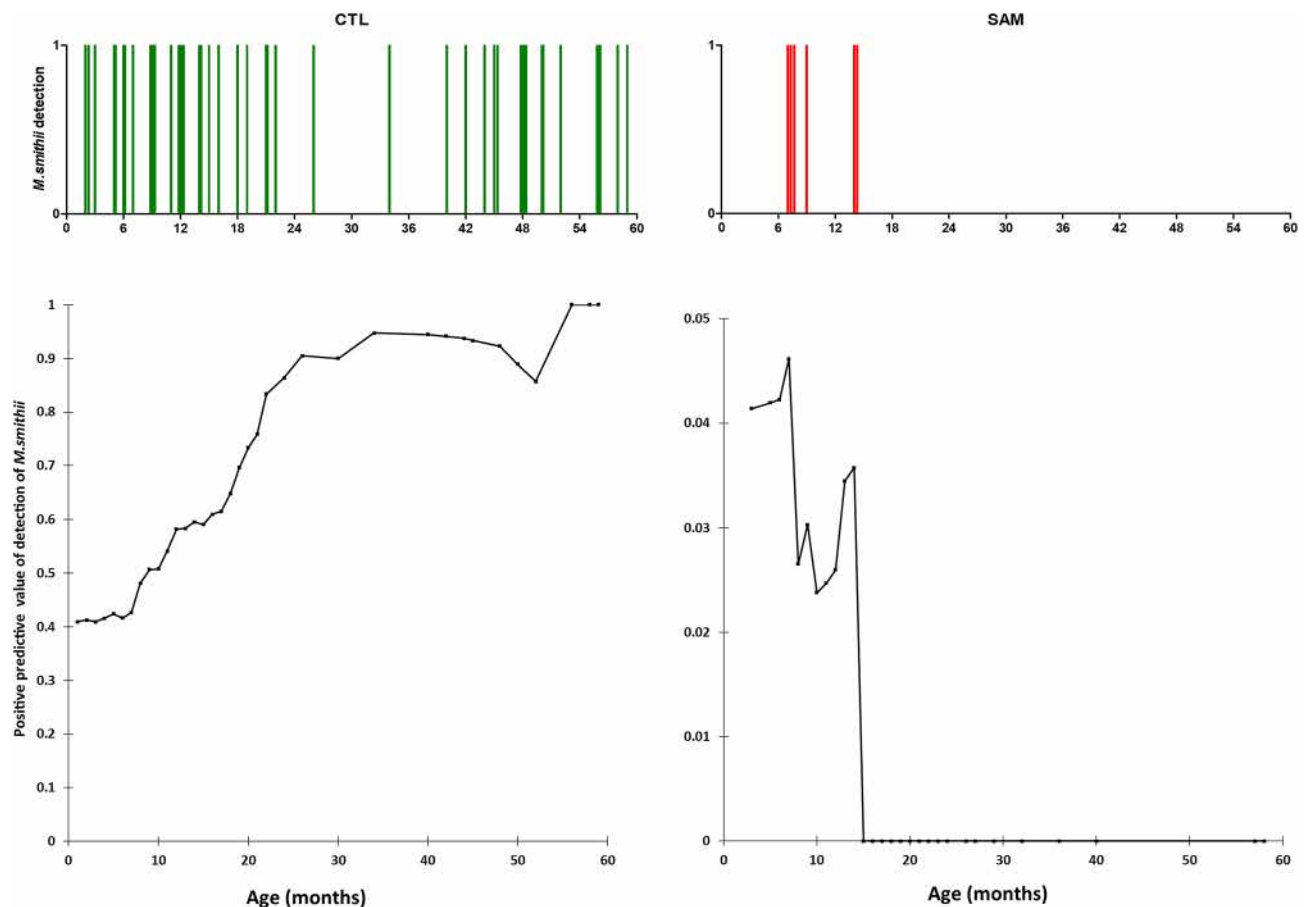 CTL
SAM
M.smithii detection
1
0
0 6 12 18 24 30 36 42 48 54 60
1
0
0 6 12 18 24 30 36 42 48 54 60
Positive predictive value of detection of M.smithii
1
0.9
0.8
0.7
0.6
0.5
0.4
0.3
0.2
0.1
0
0 10 20 30 40 50 60
Age (months)
0.05
0.04
0.03
0.02
0.01
0
0 10 20 30 40 50 60
Age (months)